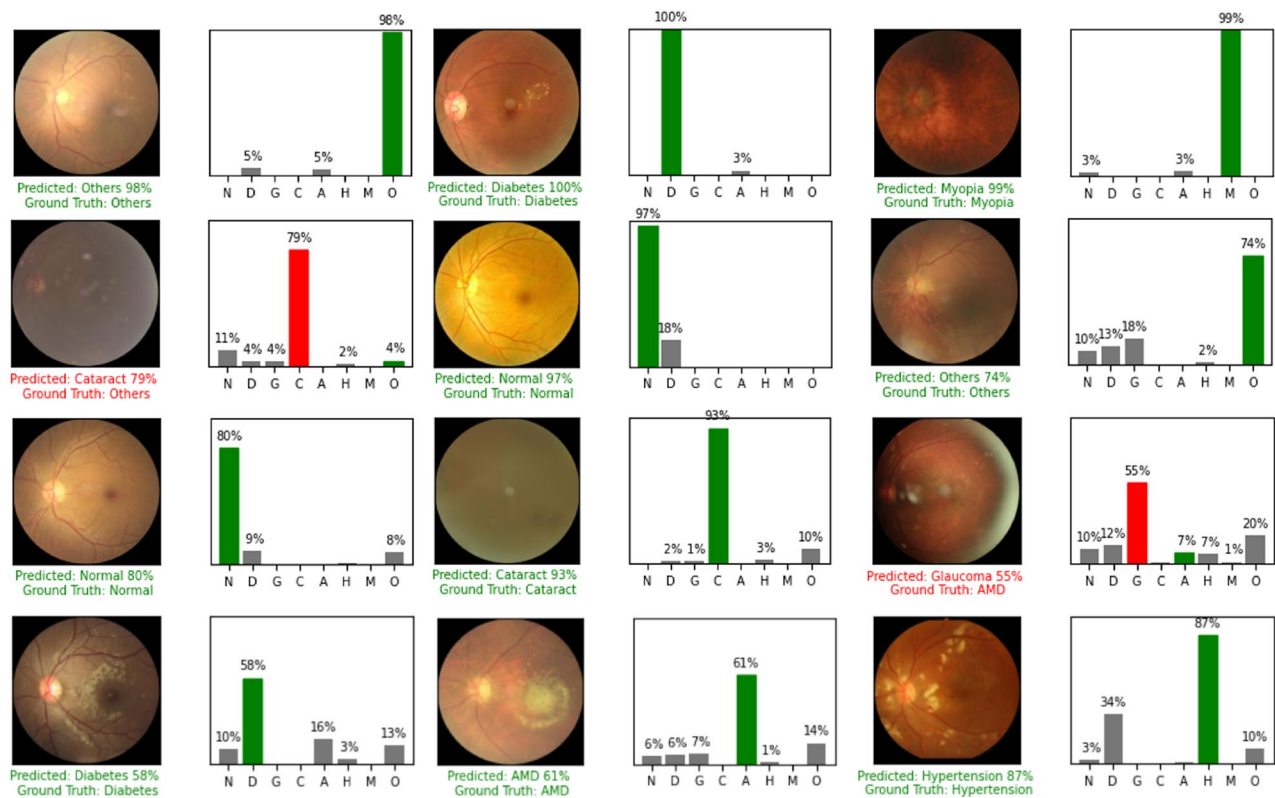 98%
5%
5%
N D G C A H M O
Predicted: Others 98%
Ground Truth: Others
100%
3%
N D G C A H M O
Predicted: Diabetes 100%
Ground Truth: Diabetes
99%
3%
3%
N D G C A H M O
Predicted: Myopia 99%
Ground Truth: Myopia
79%
11%
4% 4%
2%
4%
N D G C A H M O
Predicted: Cataract 79%
Ground Truth: Others
97%
18%
N D G C A H M O
Predicted: Normal 97%
Ground Truth: Normal
74%
10% 13% 18%
2%
N D G C A H M O
Predicted: Others 74%
Ground Truth: Others
80%
9%
8%
N D G C A H M O
Predicted: Normal 80%
Ground Truth: Normal
93%
2% 1%
3%
10%
N D G C A H M O
Predicted: Cataract 93%
Ground Truth: Cataract
55%
10% 12%
7% 7%
1%
20%
N D G C A H M O
Predicted: Glaucoma 55%
Ground Truth: AMD
58%
10%
16%
3%
13%
N D G C A H M O
Predicted: Diabetes 58%
Ground Truth: Diabetes
61%
6% 6% 7%
1%
14%
N D G C A H M O
Predicted: AMD 61%
Ground Truth: AMD
87%
34%
3%
10%
N D G C A H M O
Predicted: Hypertension 87%
Ground Truth: Hypertension